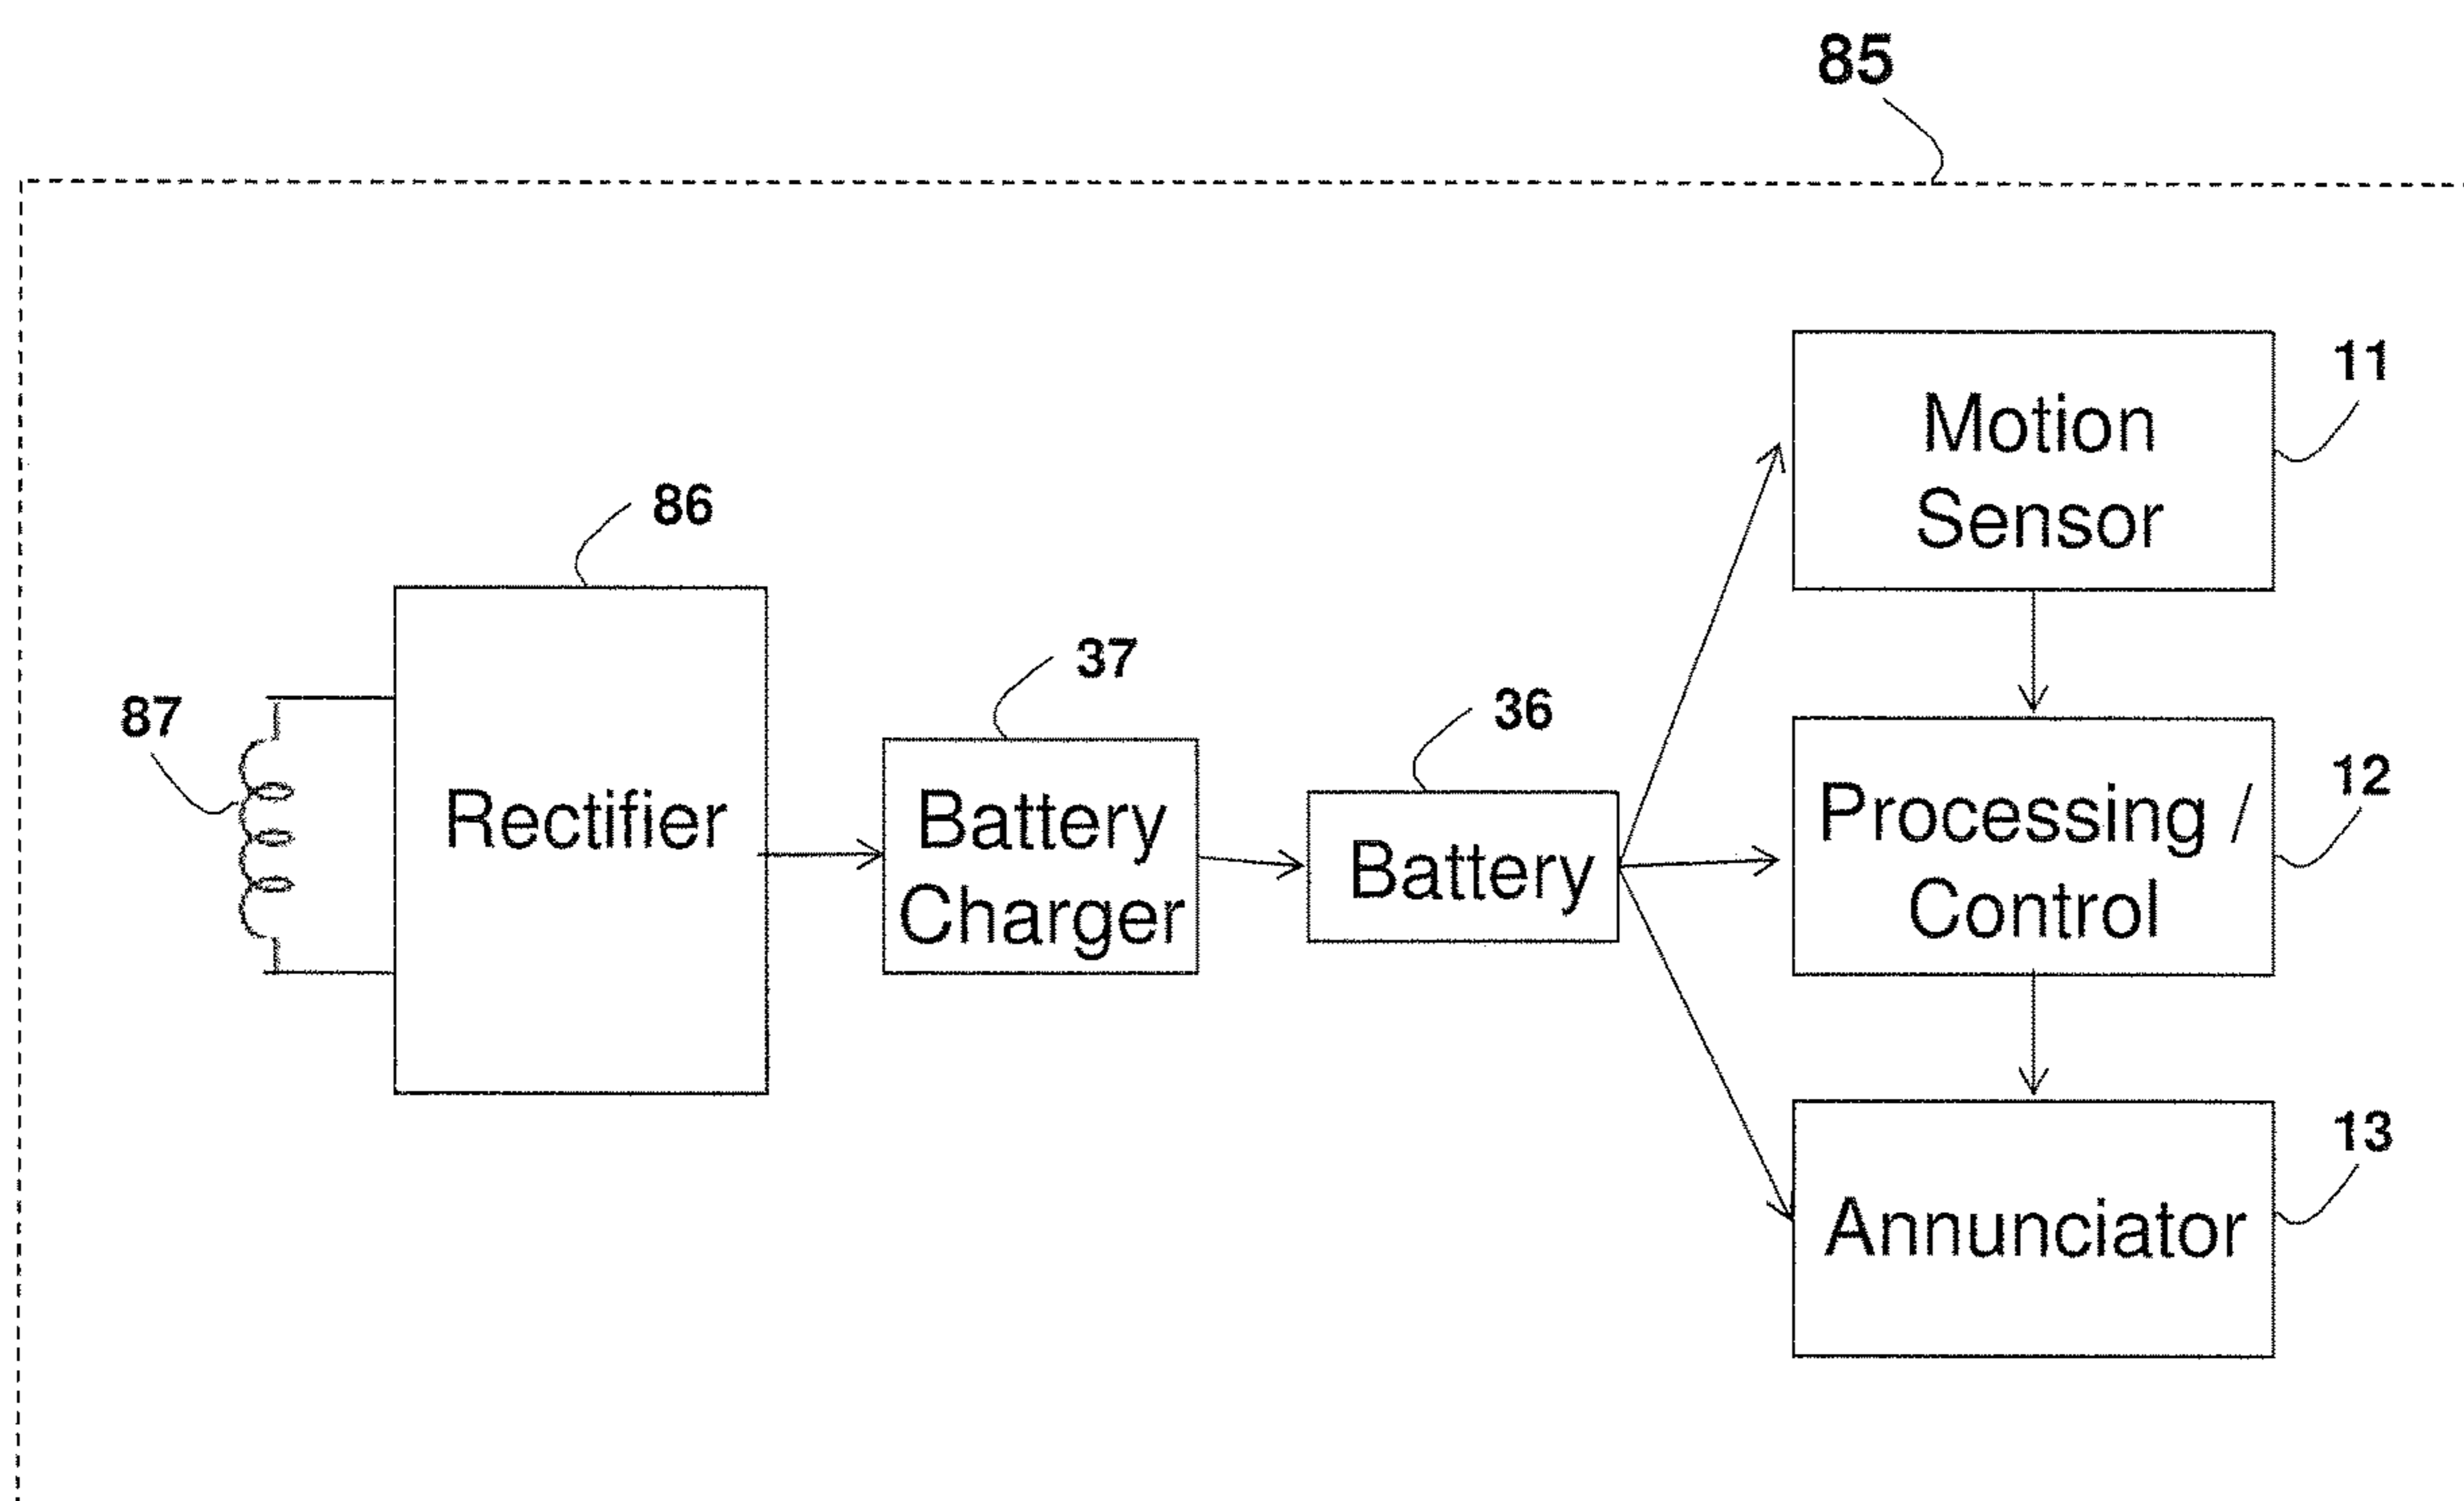 85
Motion
Sensor
11
86
Rectifier
87
37
Battery
Charger
36
Battery
Processing /
Control
12
Annunciator
13